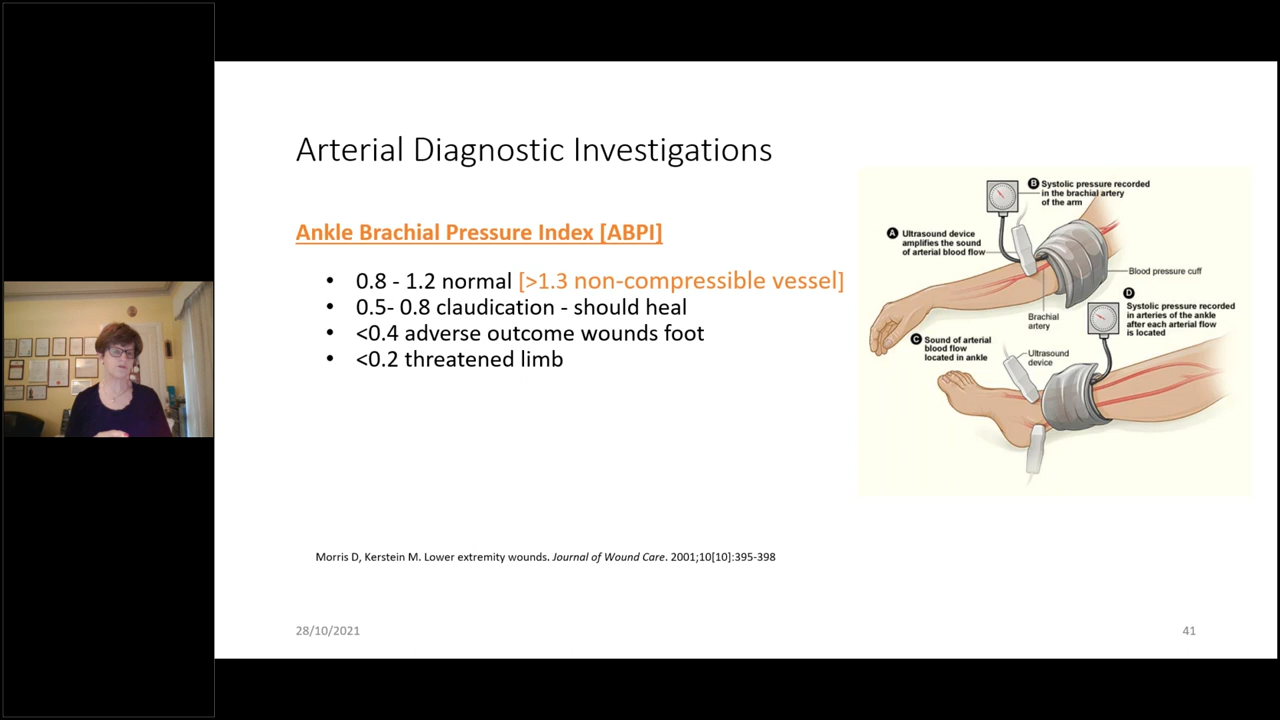 Arterial Diagnostic Investigations
Ankle Brachial Pressure Index [ABPI]
• 0.8 - 1.2 normal [>1.3 non-compressible vessel]
• 0.5- 0.8 claudication - should heal
• <0.4 adverse outcome wounds foot
• <0.2 threatened limb
B Systolic pressure recorded
in the brachial artery
of the arm
A Ultrasound device
amplifies the sound
of arterial blood flow
Blood pressure cuff
Brachial
artery
D
Systolic pressure recorded
in arteries of the ankle
after each arterial flow
is located
C Sound of arterial
blood flow
located in ankle
Ultrasound
device
Morris D, Kerstein M. Lower extremity wounds. Journal of Wound Care. 2001;10[10]:395-398
28/10/2021
41